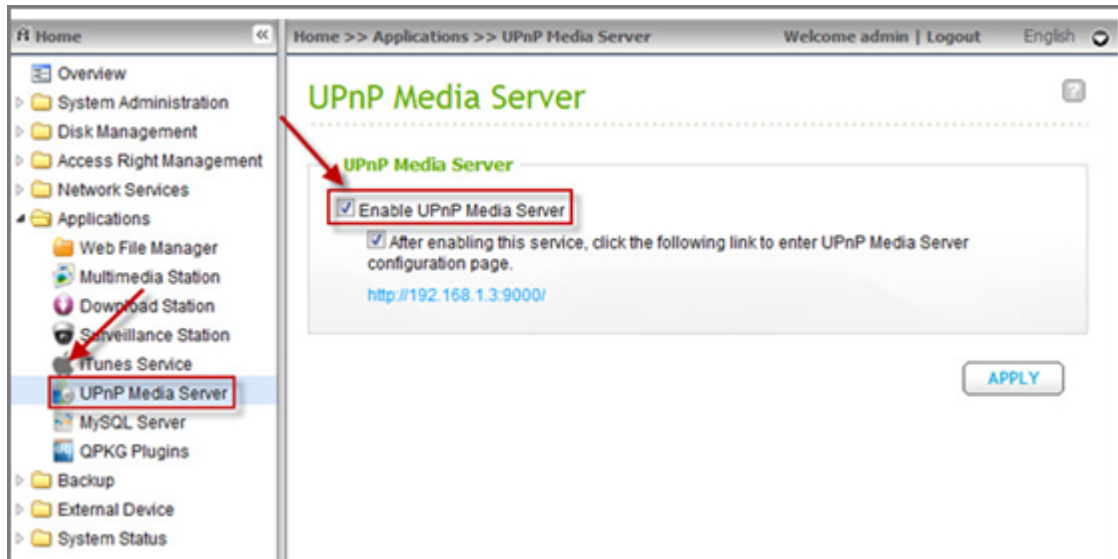 Home
Home >> Applications >> UPnP Media Server
Welcome admin | Logout
English
Overview
System Administration
Disk Management
Access Right Management
Network Services
Applications
Web File Manager
Multimedia Station
Download Station
Surveillance Station
iTunes Service
UPnP Media Server
MySQL Server
QPKG Plugins
Backup
External Device
System Status
UPnP Media Server
?
UPnP Media Server
Enable UPnP Media Server
After enabling this service, click the following link to enter UPnP Media Server
configuration page.
http://192.168.1.3:9000/
APPLY